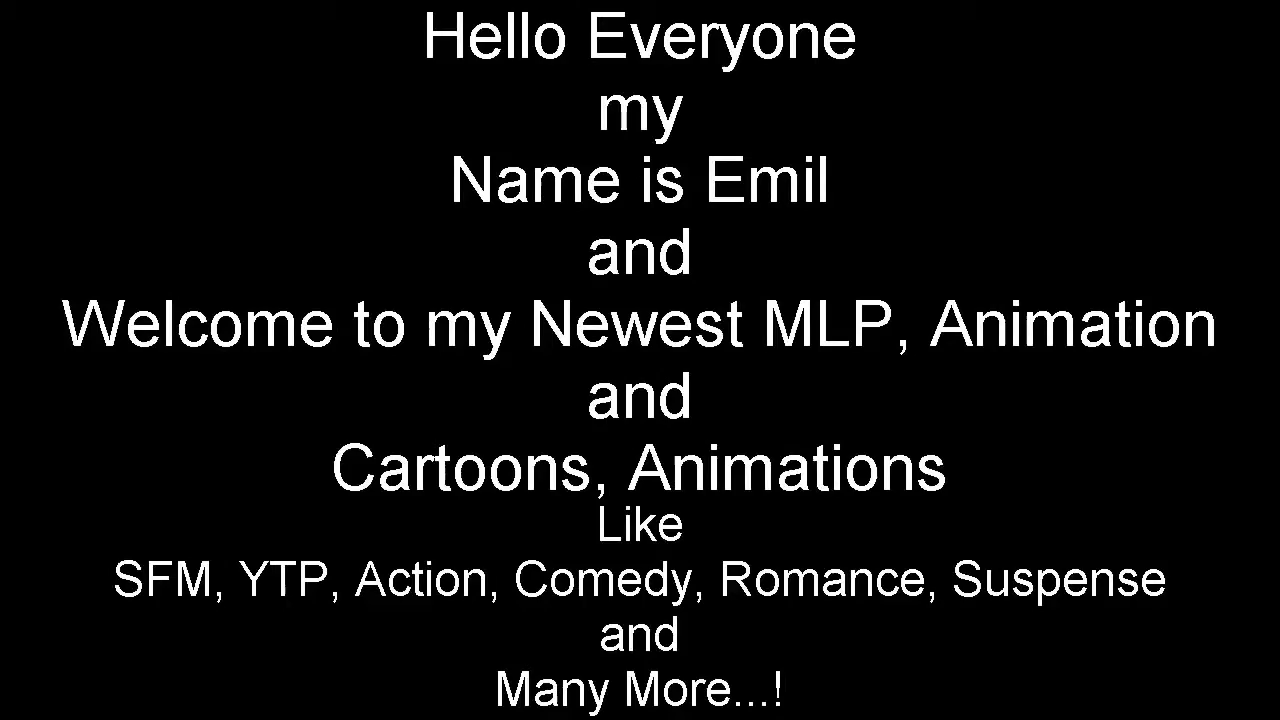 Hello Everyone
my
Name is Emil
and
Welcome to my Newest MLP, Animation
and
Cartoons, Animations
Like
SFM, YTP, Action, Comedy, Romance, Suspense
and
Many More...!